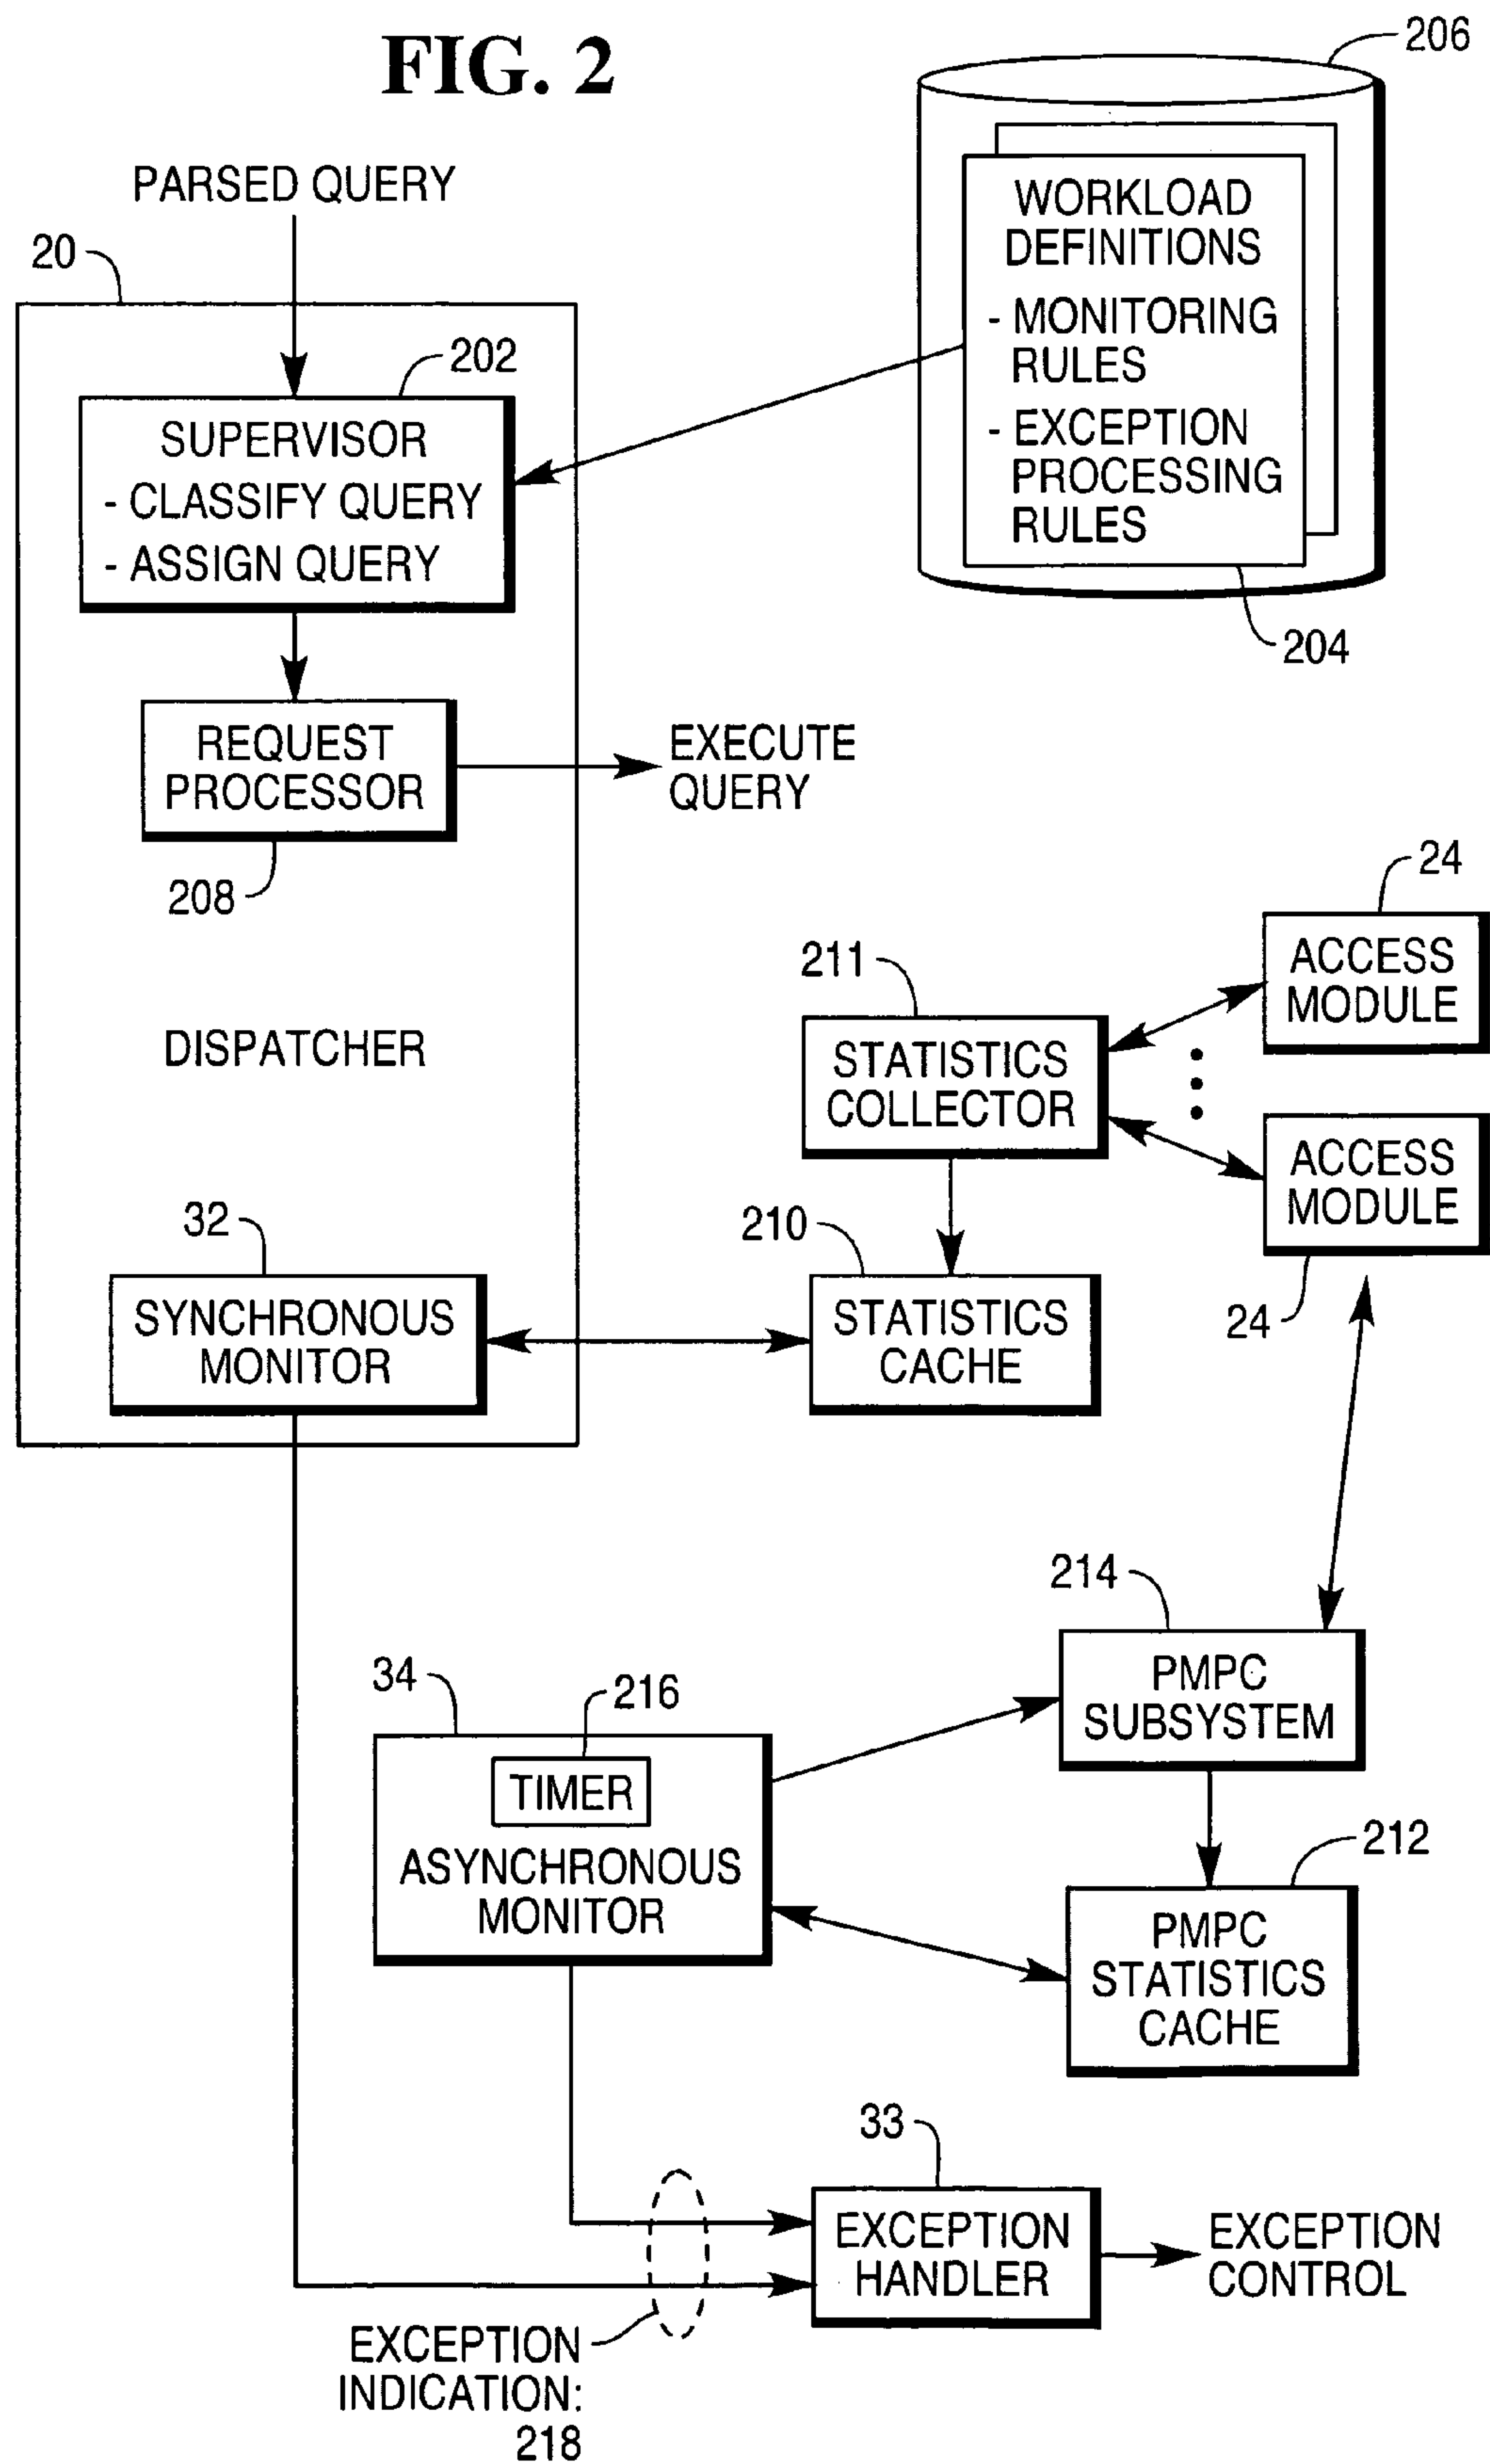 FIG. 2
206
PARSED QUERY
20
WORKLOAD
DEFINITIONS
- MONITORING
RULES
- EXCEPTION
PROCESSING
RULES
204
202
SUPERVISOR
- CLASSIFY QUERY
- ASSIGN QUERY
REQUEST
PROCESSOR
208
EXECUTE
QUERY
DISPATCHER
24
ACCESS
MODULE
211
STATISTICS
COLLECTOR
ACCESS
MODULE
24
32
SYNCHRONOUS
MONITOR
210
STATISTICS
CACHE
214
PMPC
SUBSYSTEM
34
216
TIMER
ASYNCHRONOUS
MONITOR
212
PMPC
STATISTICS
CACHE
33
EXCEPTION
HANDLER
EXCEPTION
CONTROL
EXCEPTION
INDICATION:
218